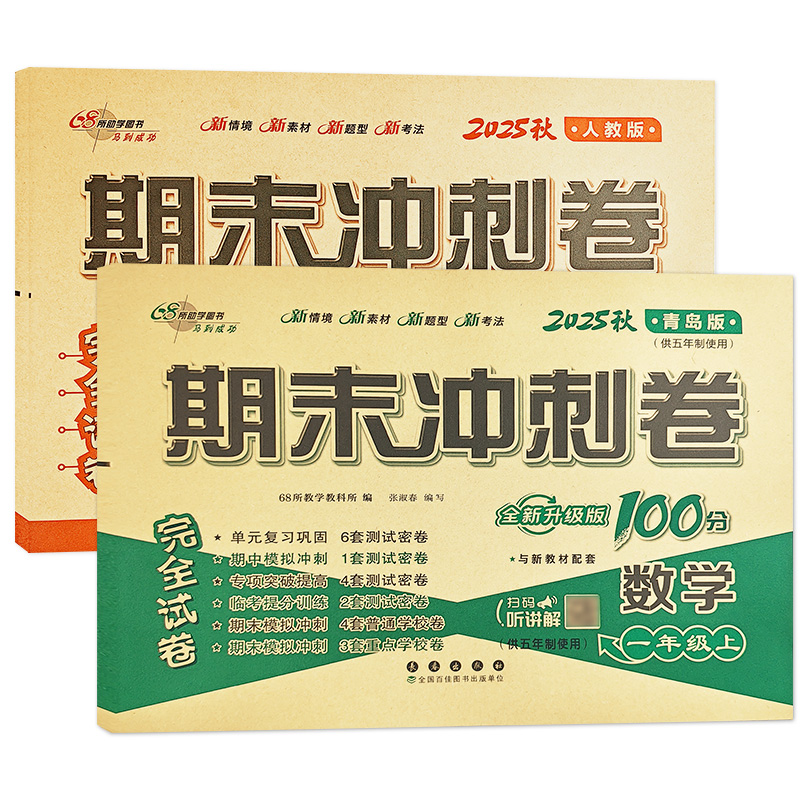 68所助学图书
马到成功
新情境 新素材 新题型 新考法
2025秋 ·人教版·
期末冲刺卷
68所助学图书
马到成功
新情境 新素材 新题型 新考法
2025秋 ·青岛版·
(供五年制使用)
期末冲刺卷
68所教学教科所 编 张淑春 编写
全新升级版 100分
完全试卷
★ 单元复习巩固 6套测试密卷
★ 期中模拟冲刺 1套测试密卷
★ 专项突破提高 4套测试密卷
★ 临考提分训练 2套测试密卷
★ 期末模拟冲刺 4套普通学校卷
★ 期末模拟冲刺 3套重点学校卷
★与新教材配套
数学
扫码
听讲解
(供五年制使用)
一年级上
长春出版社
全国百佳图书出版单位